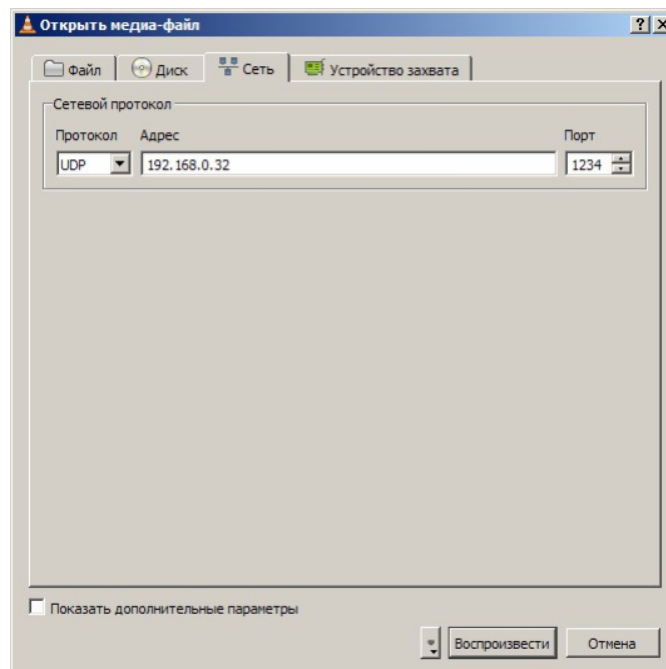 Открыть медиа-файл
Файл Диск Сеть Устройство захвата
Сетевой протокол
Протокол Адрес Порт
UDP 192.168.0.32 1234
Показать дополнительные параметры
Воспроизвести Отмена